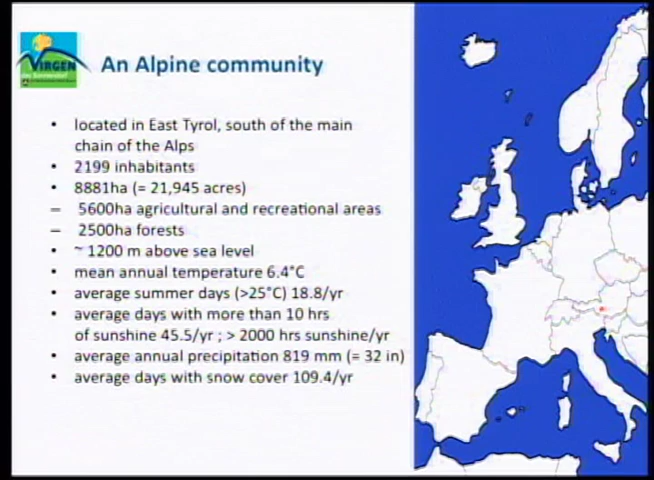 VIRGEN
An Alpine community
• located in East Tyrol, south of the main
chain of the Alps
• 2199 inhabitants
• 8881ha (= 21,945 acres)
– 5600ha agricultural and recreational areas
– 2500ha forests
• ~ 1200 m above sea level
• mean annual temperature 6.4°C
• average summer days (>25°C) 18.8/yr
• average days with more than 10 hrs
of sunshine 45.5/yr ; > 2000 hrs sunshine/yr
• average annual precipitation 819 mm (= 32 in)
• average days with snow cover 109.4/yr